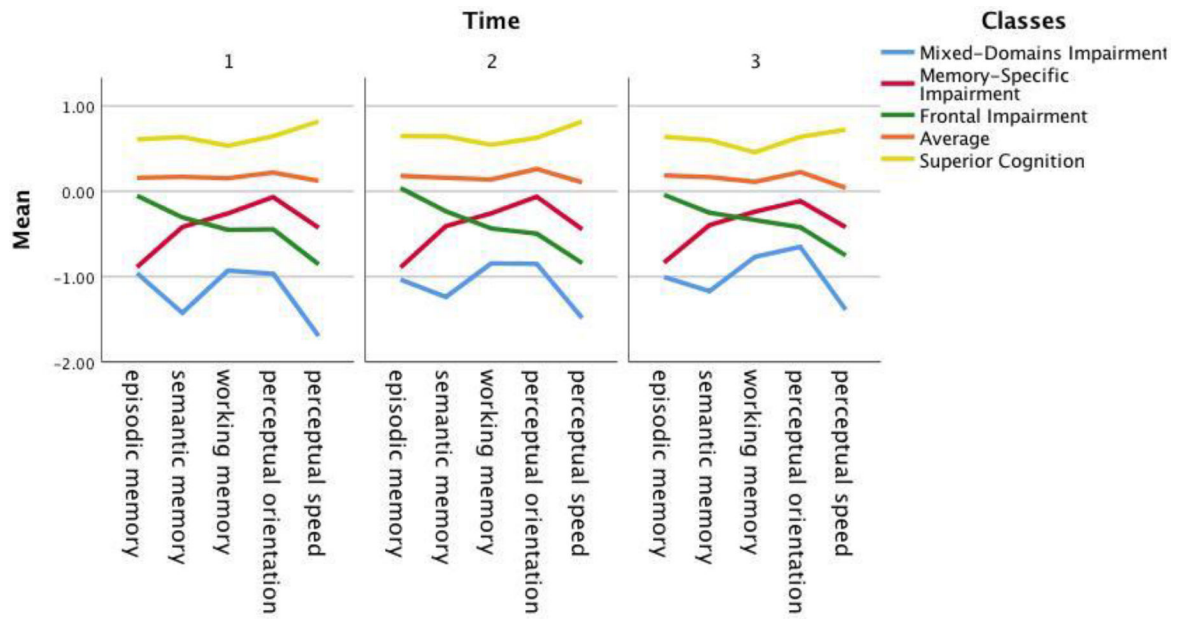 Time
Classes
1
2
3
Mixed-Domains Impairment
Memory-Specific
Impairment
Frontal Impairment
Average
Superior Cognition
1.00
0.00
-1.00
-2.00
Mean
episodic memory
semantic memory
working memory
perceptual orientation
perceptual speed
episodic memory
semantic memory
working memory
perceptual orientation
perceptual speed
episodic memory
semantic memory
working memory
perceptual orientation
perceptual speed